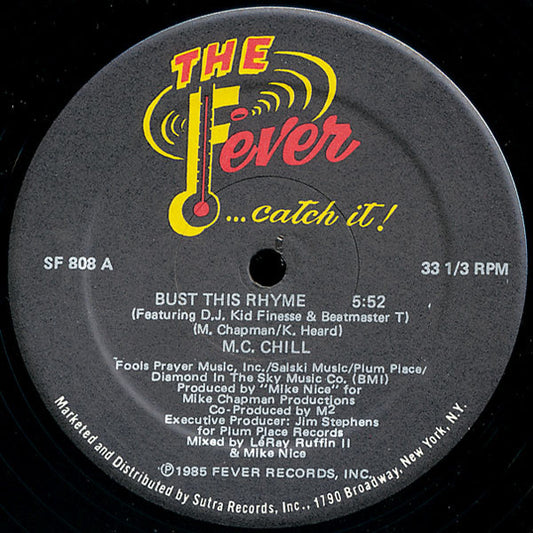 THE
Fever
...catch it!
SF 808 A
33 1/3 RPM
BUST THIS RHYME 5:52
(Featuring D.J. Kid Finesse & Beatmaster T)
(M. Chapman/K. Heard)
M.C. CHILL
Fools Prayer Music, Inc./Salski Music/Plum Place/
Diamond In The Sky Music Co. (BMI)
Produced by "Mike Nice" for
Mike Chapman Productions
Co-Produced by M²
Executive Producer: Jim Stephens
for Plum Place Records
Mixed by LéRay Ruffin II
& Mike Nice
℗1985 FEVER RECORDS, INC.
Marketed and Distributed by Sutra Records, Inc., 1790 Broadway, New York, N.Y.